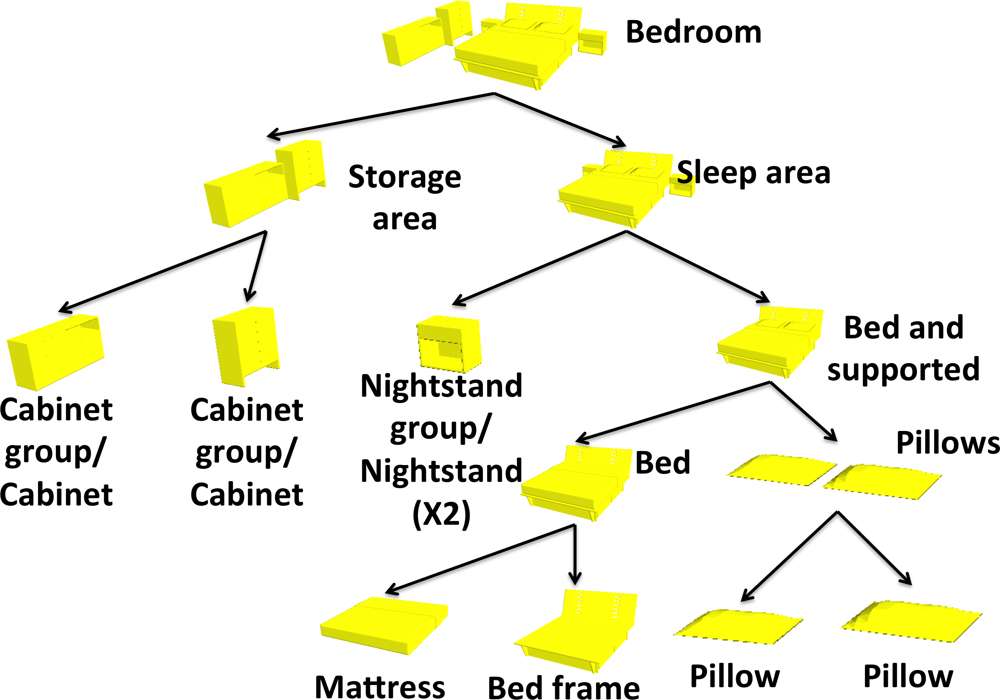 Bedroom
Storage
area
Sleep area
Cabinet
group/
Cabinet
Cabinet
group/
Cabinet
Nightstand
group/
Nightstand
(X2)
Bed and
supported
Bed
Pillows
Mattress
Bed frame
Pillow
Pillow